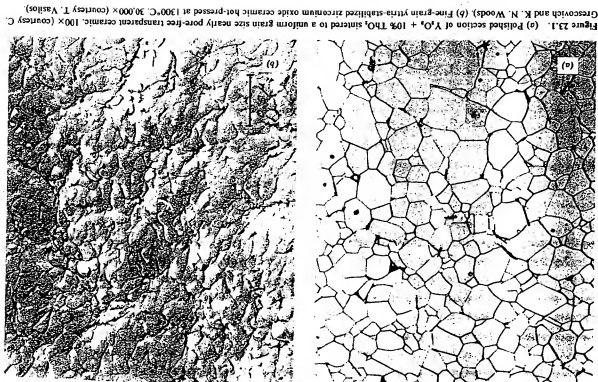 Figure 23.1. (a) Polished section of Y₂O₃ + 10% ThO₂ sintered to a uniform grain size nearly pore-free transparent ceramic. 100× (courtesy C.
Grescovich and K. N. Woods). (b) Fine-grain yttria-stabilized zirconium oxide ceramic hot-pressed at 1300°C. 30,000× (courtesy T. Vasilos).
(a)
(b)